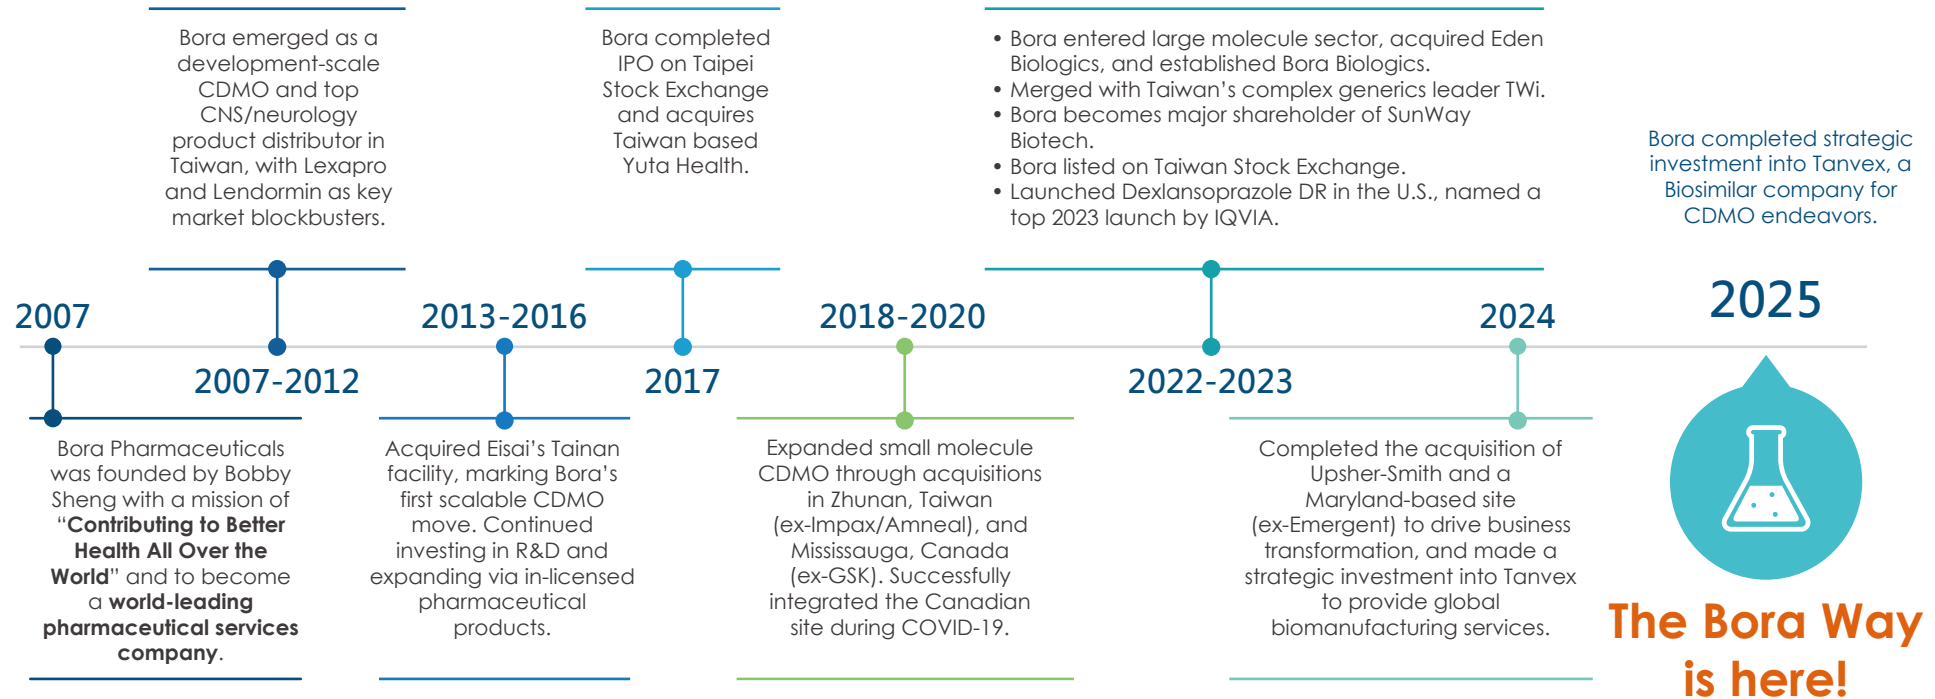 Bora emerged as a
development-scale
CDMO and top
CNS/neurology
product distributor in
Taiwan, with Lexapro
and Lendormin as key
market blockbusters.
Bora completed
IPO on Taipei
Stock Exchange
and acquires
Taiwan based
Yuta Health.
• Bora entered large molecule sector, acquired Eden
Biologics, and established Bora Biologics.
• Merged with Taiwan’s complex generics leader TWi.
• Bora becomes major shareholder of SunWay
Biotech.
• Bora listed on Taiwan Stock Exchange.
• Launched Dexlansoprazole DR in the U.S., named a
top 2023 launch by IQVIA.
Bora completed strategic
investment into Tanvex, a
Biosimilar company for
CDMO endeavors.
2007
2013-2016
2018-2020
2024
2025
2007-2012
2017
2022-2023
Bora Pharmaceuticals
was founded by Bobby
Sheng with a mission of
“Contributing to Better
Health All Over the
World” and to become
a world-leading
pharmaceutical services
company.
Acquired Eisai’s Tainan
facility, marking Bora’s
first scalable CDMO
move. Continued
investing in R&D and
expanding via in-licensed
pharmaceutical
products.
Expanded small molecule
CDMO through acquisitions
in Zhunan, Taiwan
(ex-Impax/Amneal), and
Mississauga, Canada
(ex-GSK). Successfully
integrated the Canadian
site during COVID-19.
Completed the acquisition of
Upsher-Smith and a
Maryland-based site
(ex-Emergent) to drive business
transformation, and made a
strategic investment into Tanvex
to provide global
biomanufacturing services.
The Bora Way
is here!